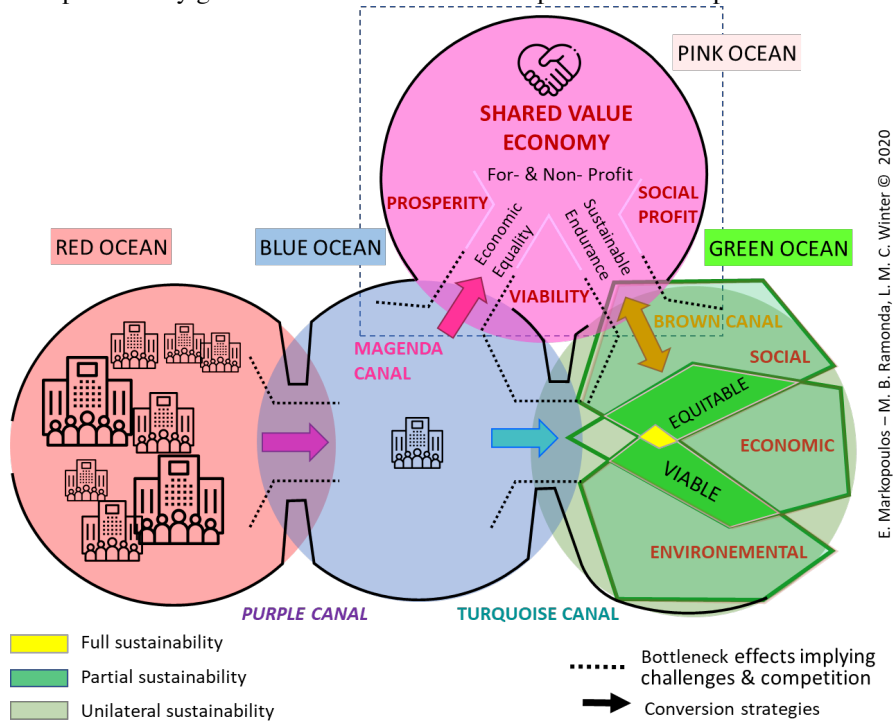 PINK OCEAN
SHARED VALUE
ECONOMY
For- & Non- Profit
PROSPERITY
SOCIAL
PROFIT
Economic
Equality
Sustainable
Endurance
VIABILITY
RED OCEAN
BLUE OCEAN
GREEN OCEAN
MAGENDA
CANAL
BROWN CANAL
SOCIAL
EQUITABLE
ECONOMIC
VIABLE
ENVIRONEMENTAL
PURPLE CANAL
TURQUOISE CANAL
Full sustainability
Partial sustainability
Unilateral sustainability
Bottleneck effects implying
challenges & competition
Conversion strategies
E. Markopoulos – M. B. Ramonda, L. M. C. Winter © 2020